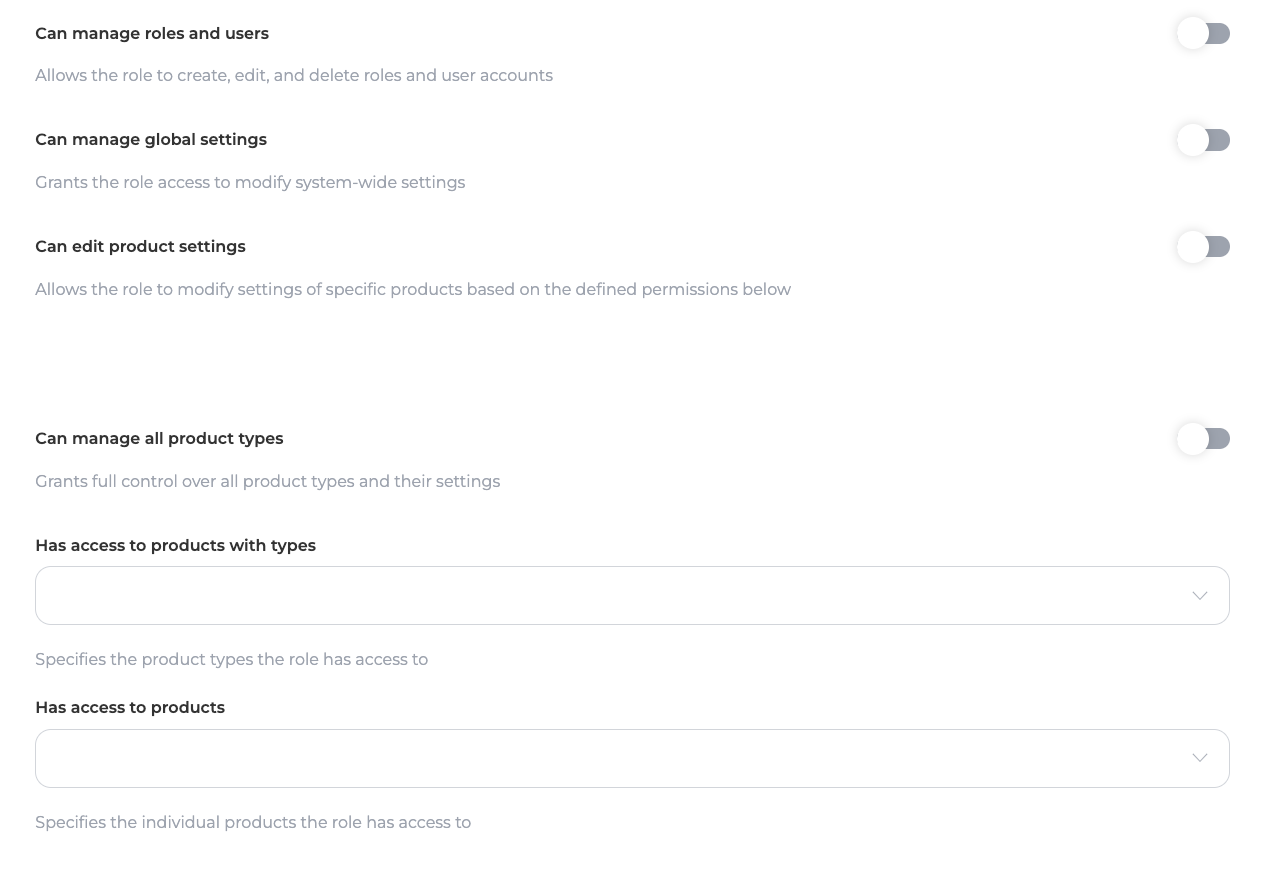 Can manage roles and users
Allows the role to create, edit, and delete roles and user accounts
Can manage global settings
Grants the role access to modify system-wide settings
Can edit product settings
Allows the role to modify settings of specific products based on the defined permissions below
Can manage all product types
Grants full control over all product types and their settings
Has access to products with types
Specifies the product types the role has access to
Has access to products
Specifies the individual products the role has access to